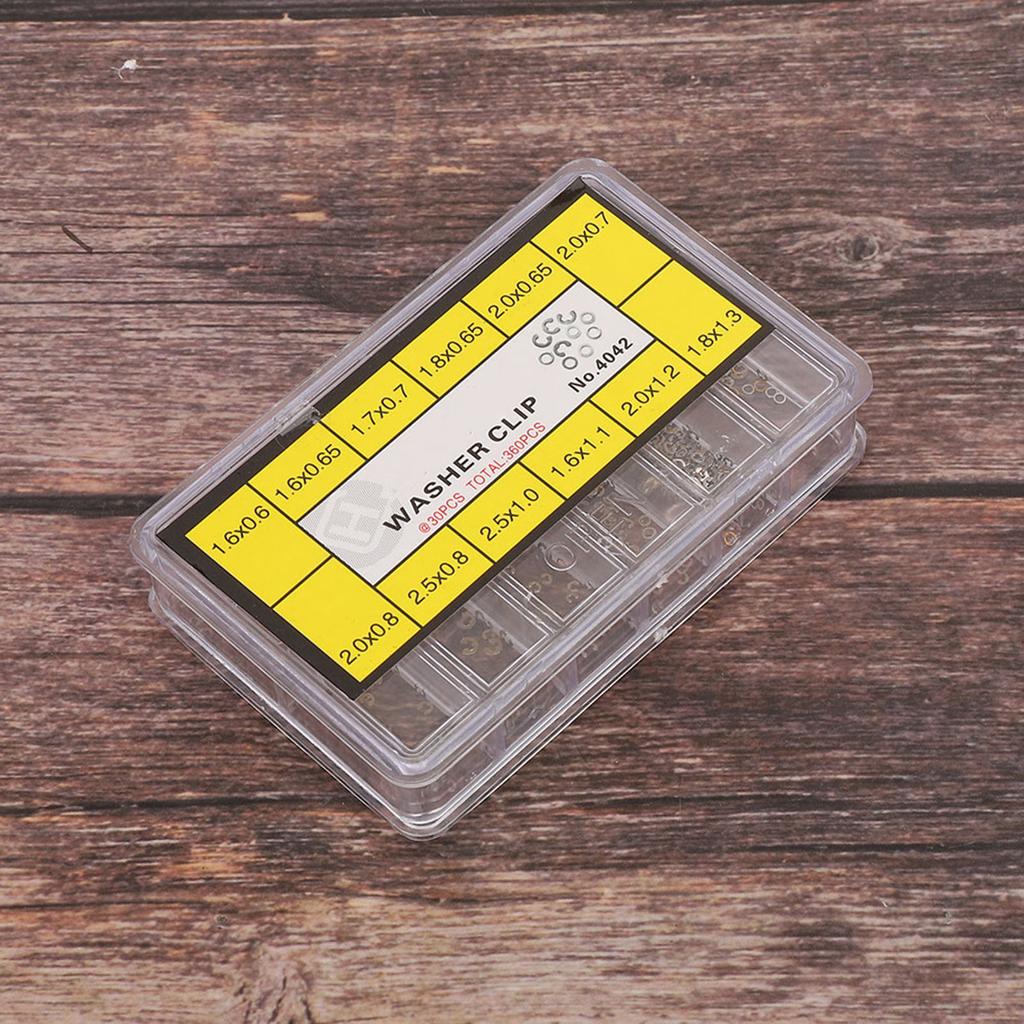 1.6x0.6
1.6x0.65
1.7x0.7
1.8x0.65
2.0x0.65
2.0x0.7
WASHER CLIP
@30PCS TOTAL:360PCS
No.4042
2.0x0.8
2.5x0.8
2.5x1.0
1.6x1.1
2.0x1.2
1.8x1.3